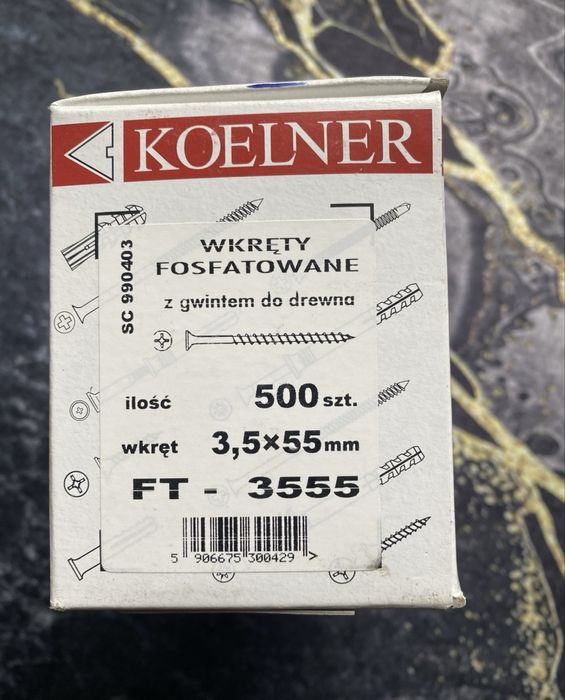 KOELNER
SC 990403
WKRĘTY
FOSFATOWANE
z gwintem do drewna
ilość 500 szt.
wkręt 3,5×55mm
FT - 3555
5 906675 300429 >